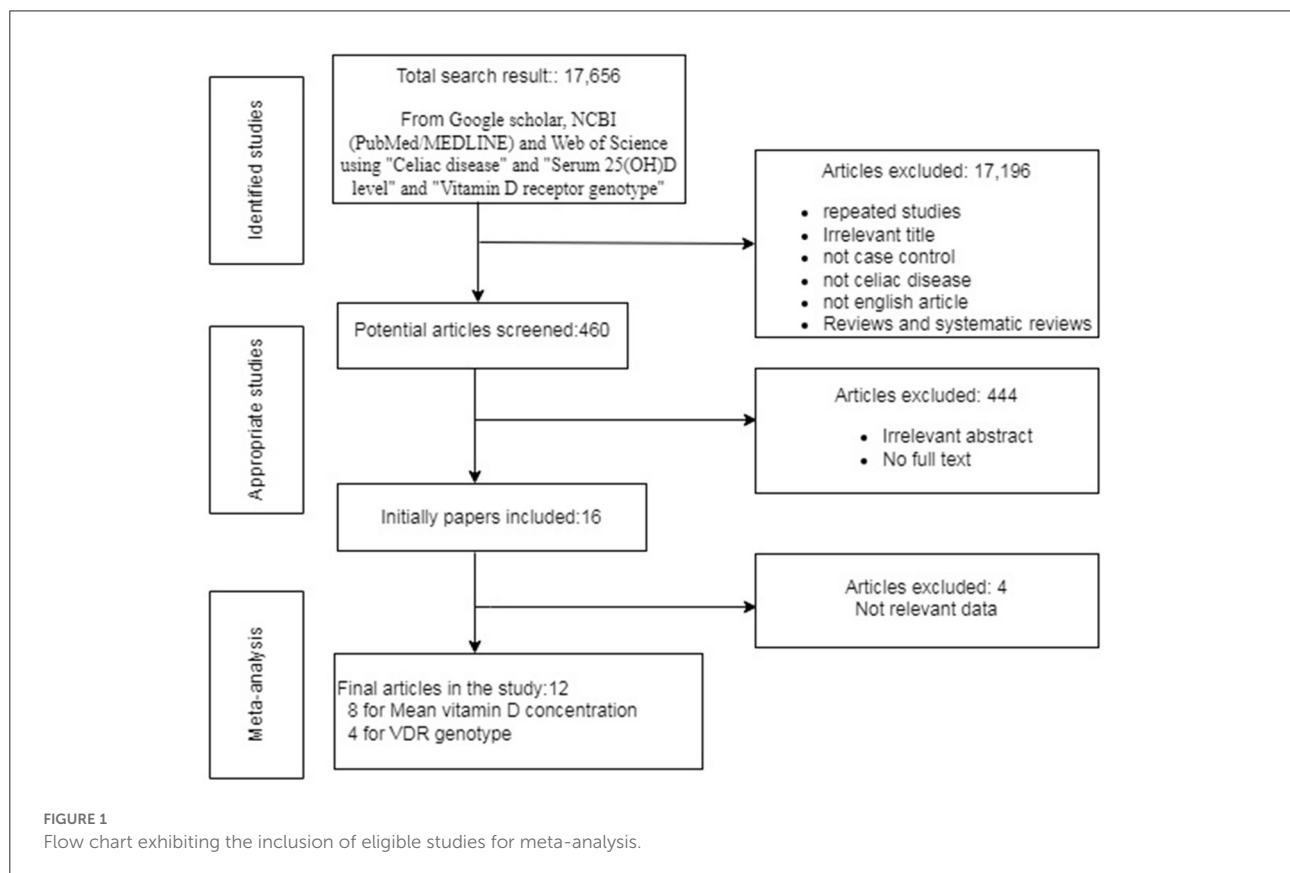 Identified studies
Total search result:: 17,656
From Google scholar, NCBI
(PubMed/MEDLINE) and Web of Science
using "Celiac disease" and "Serum 25(OH)D
level" and "Vitamin D receptor genotype"
Articles excluded: 17,196
• repeated studies
• Irrelevant title
• not case control
• not celiac disease
• not english article
• Reviews and systematic reviews
Appropriate studies
Potential articles screened:460
Articles excluded: 444
• Irrelevant abstract
• No full text
Initially papers included:16
Articles excluded: 4
Not relevant data
Meta-analysis
Final articles in the study:12
8 for Mean vitamin D concentration
4 for VDR genotype
FIGURE 1
Flow chart exhibiting the inclusion of eligible studies for meta-analysis.